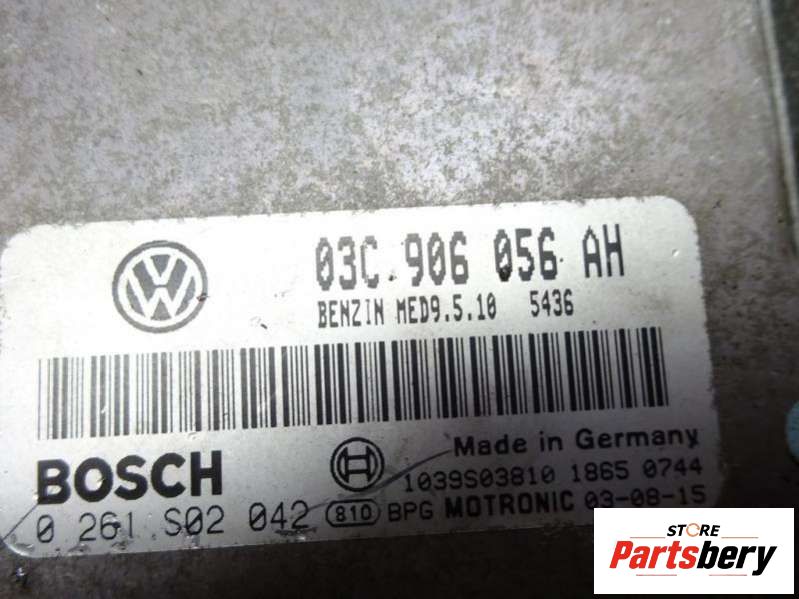 03C 906 056 AH
BENZIN MED9.5.10 5436
BOSCH
Made in Germany
1039S03810 1865 0744
0 261 S02 042 810 BPG MOTRONIC 03-08-15
STORE
Partsbery